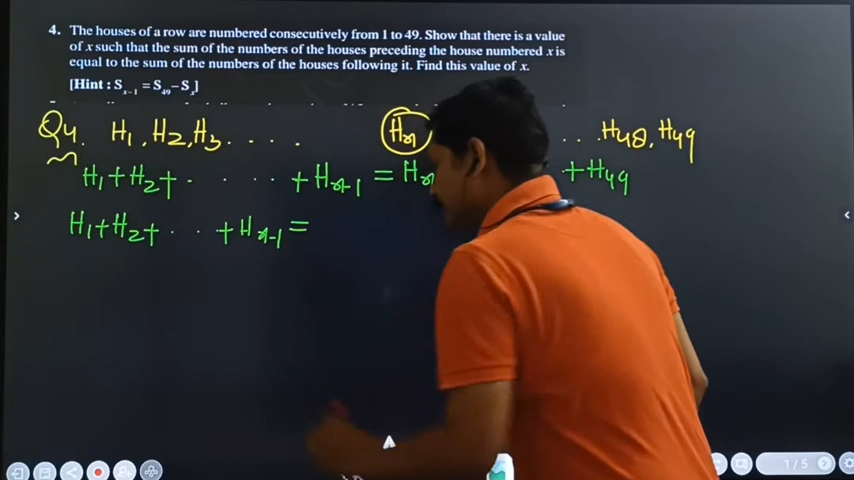 4. The houses of a row are numbered consecutively from 1 to 49. Show that there is a value
of x such that the sum of the numbers of the houses preceding the house numbered x is
equal to the sum of the numbers of the houses following it. Find this value of x.
[Hint : Sₓ₋₁ = S₄₉ – Sₓ]
Q4. H₁, H₂, H₃ . . . . . Hₓ . . . H₄₈, H₄₉
H₁+H₂+ . . . . . + Hₓ₋₁ = Hₓ + H₄₉
H₁+H₂+ . . . + Hₓ₋₁ =
1 / 5